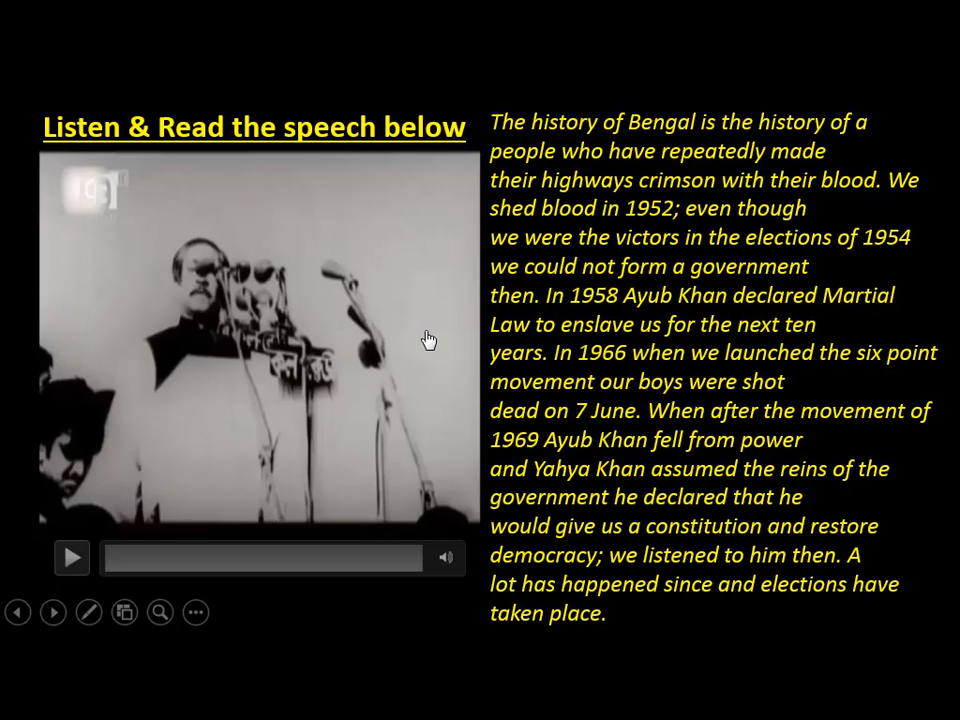 Listen & Read the speech below
The history of Bengal is the history of a
people who have repeatedly made
their highways crimson with their blood. We
shed blood in 1952; even though
we were the victors in the elections of 1954
we could not form a government
then. In 1958 Ayub Khan declared Martial
Law to enslave us for the next ten
years. In 1966 when we launched the six point
movement our boys were shot
dead on 7 June. When after the movement of
1969 Ayub Khan fell from power
and Yahya Khan assumed the reins of the
government he declared that he
would give us a constitution and restore
democracy; we listened to him then. A
lot has happened since and elections have
taken place.